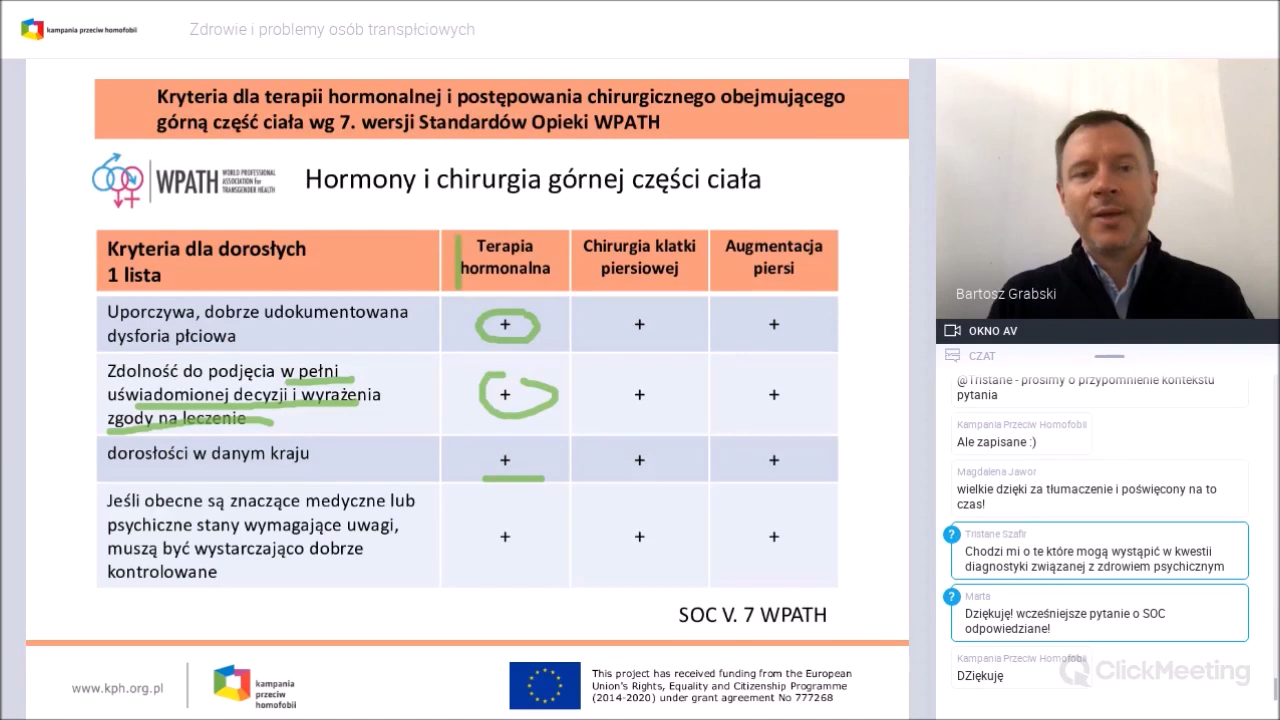 kampania przeciw homofobii
Zdrowie i problemy osób transpłciowych
Kryteria dla terapii hormonalnej i postępowania chirurgicznego obejmującego
górną część ciała wg 7. wersji Standardów Opieki WPATH
WPATH
WORLD PROFESSIONAL
ASSOCIATION for
TRANSGENDER HEALTH
Hormony i chirurgia górnej części ciała
Kryteria dla dorosłych
1 lista
Terapia
hormonalna
Chirurgia klatki
piersiowej
Augmentacja
piersi
Uporczywa, dobrze udokumentowana
dysforia płciowa
+ + +
Zdolność do podjęcia w pełni
uświadomionej decyzji i wyrażenia
zgody na leczenie
+ + +
dorosłości w danym kraju
+ + +
Jeśli obecne są znaczące medyczne lub
psychiczne stany wymagające uwagi,
muszą być wystarczająco dobrze
kontrolowane
+ + +
SOC V. 7 WPATH
www.kph.org.pl
kampania
przeciw
homofobii
This project has received funding from the European
Union's Rights, Equality and Citizenship Programme
(2014-2020) under grant agreement No 777268
Bartosz Grabski
OKNO AV
CZAT
@Tristane - prosimy o przypomnienie kontekstu
pytania
Kampania Przeciw Homofobii
Ale zapisane :)
Magdalena Jawor
wielkie dzięki za tłumaczenie i poświęcony na to
czas!
?
Tristane Szafir
Chodzi mi o te które mogą wystąpić w kwestii
diagnostyki związanej z zdrowiem psychicznym
?
Marta
Dziękuję! wcześniejsze pytanie o SOC
odpowiedziane!
Kampania Przeciw Homofobii
DZiękuję
ClickMeeting